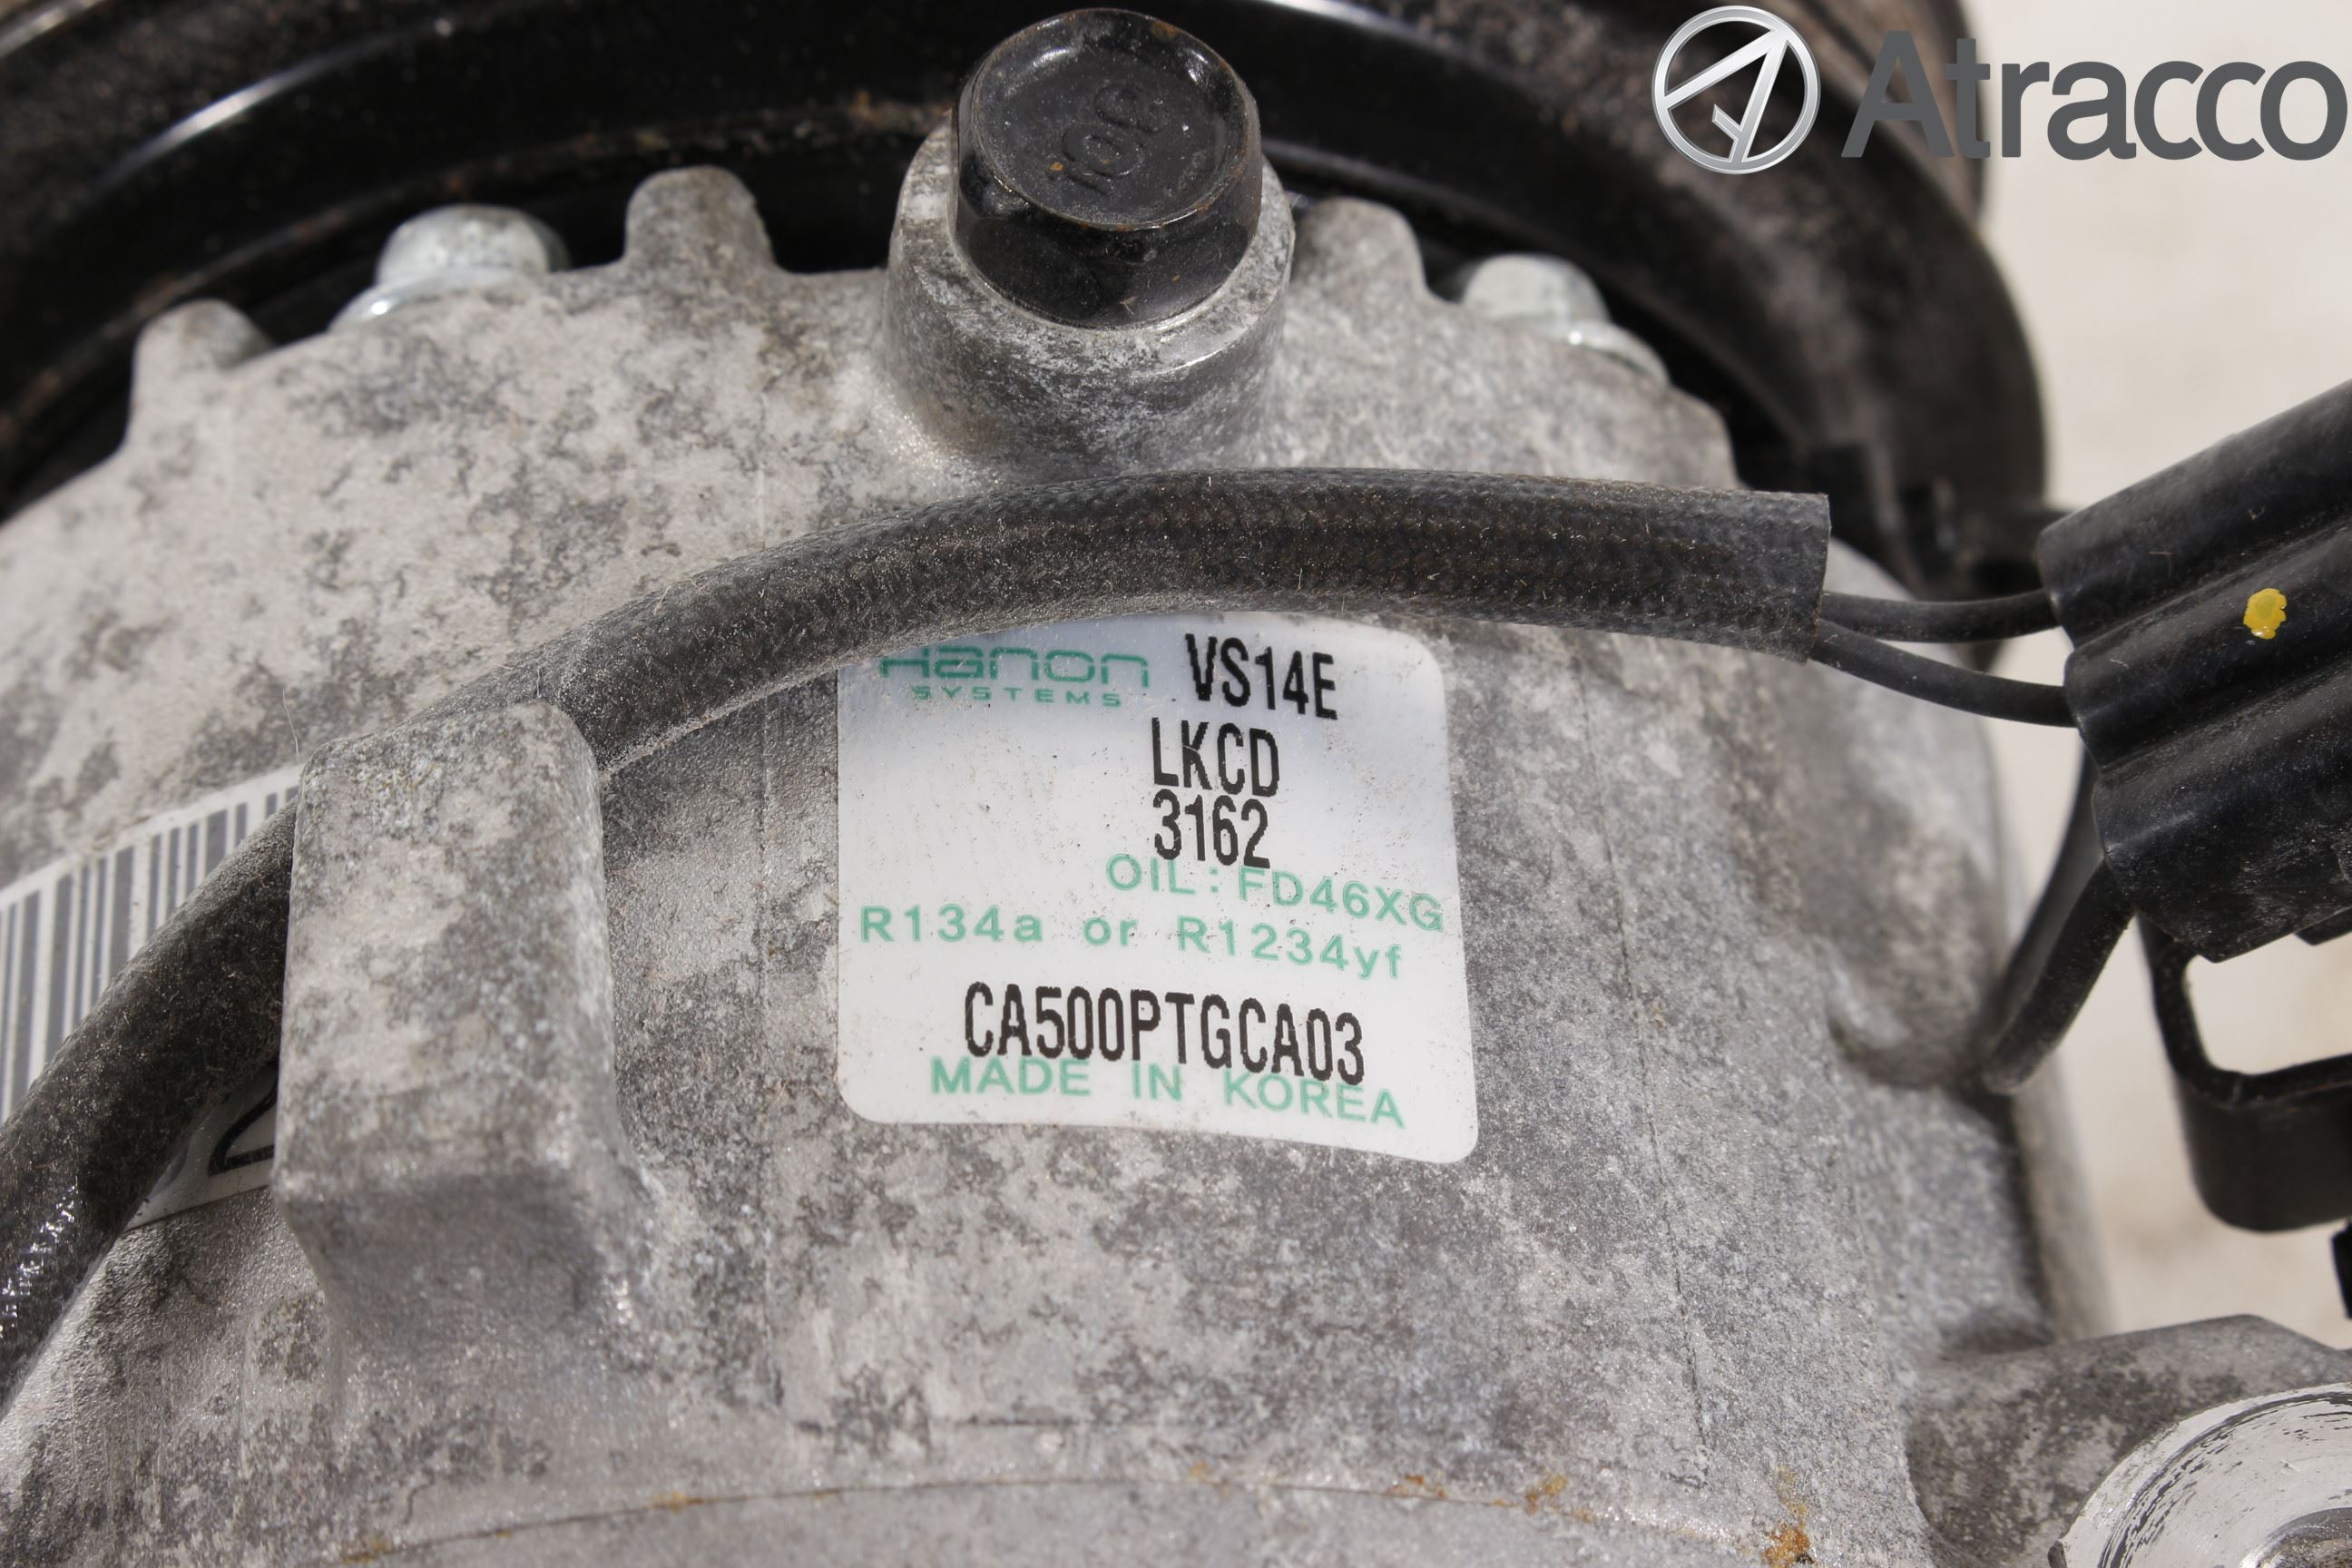 Atracco
Hanon VS14E
SYSTEMS
LKCD
3162
OIL: FD46XG
R134a or R1234yf
CA500PTGCA03
MADE IN KOREA